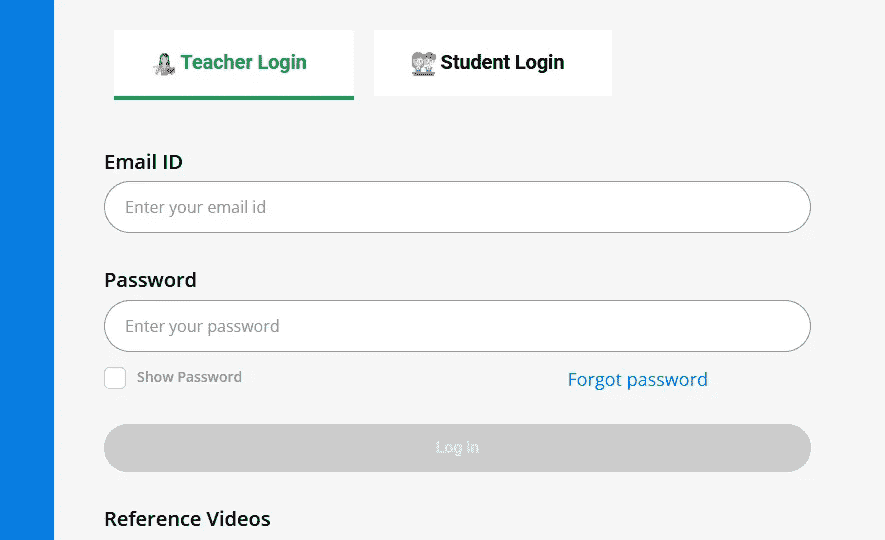 Teacher Login
Student Login
Email ID
Enter your email id
Password
Enter your password
Show Password
Forgot password
Log in
Reference Videos